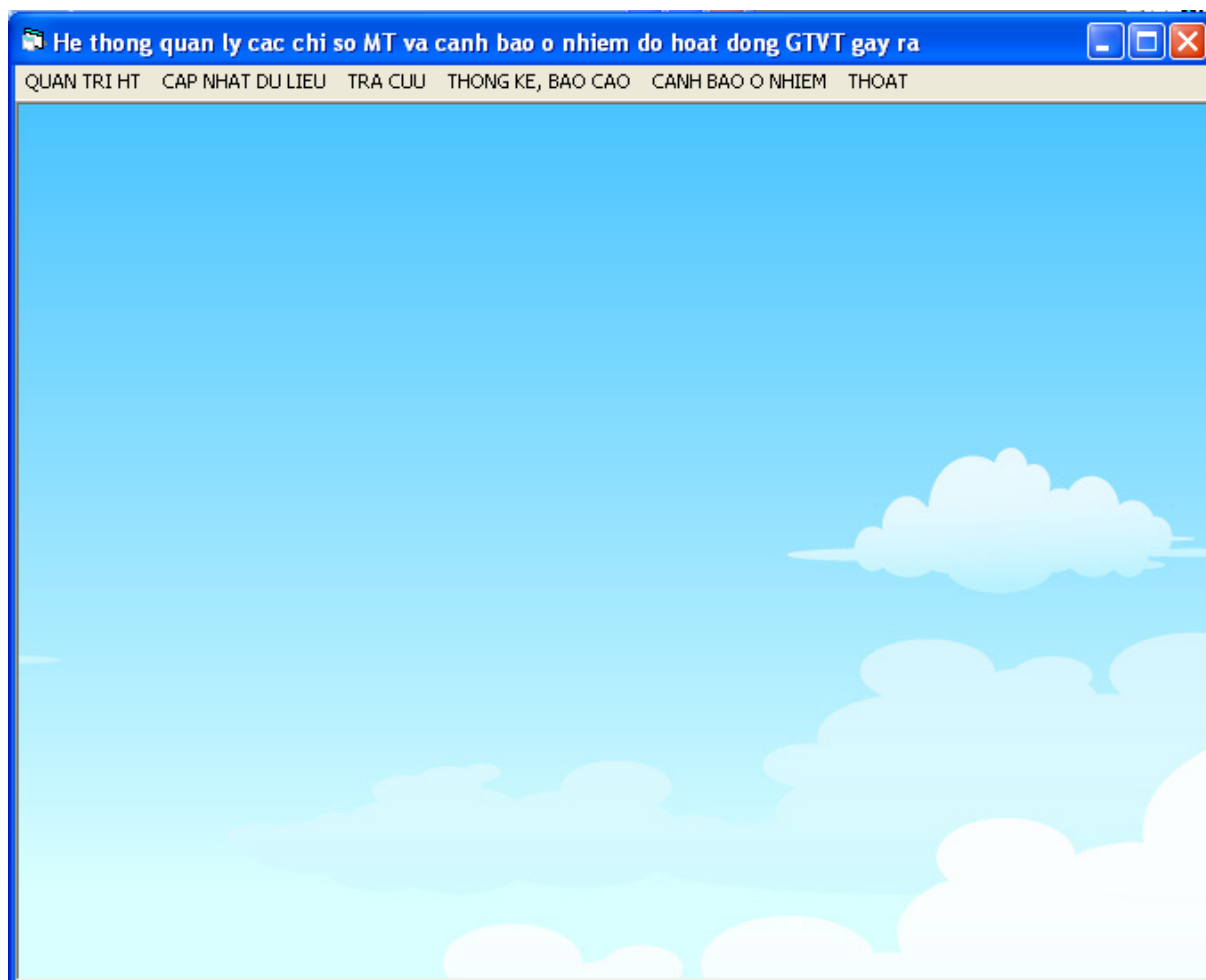 He thong quan ly cac chi so MT va canh bao o nhiem do hoat dong GTVT gay ra
QUAN TRI HT CAP NHAT DU LIEU TRA CUU THONG KE, BAO CAO CANH BAO O NHIEM THOAT